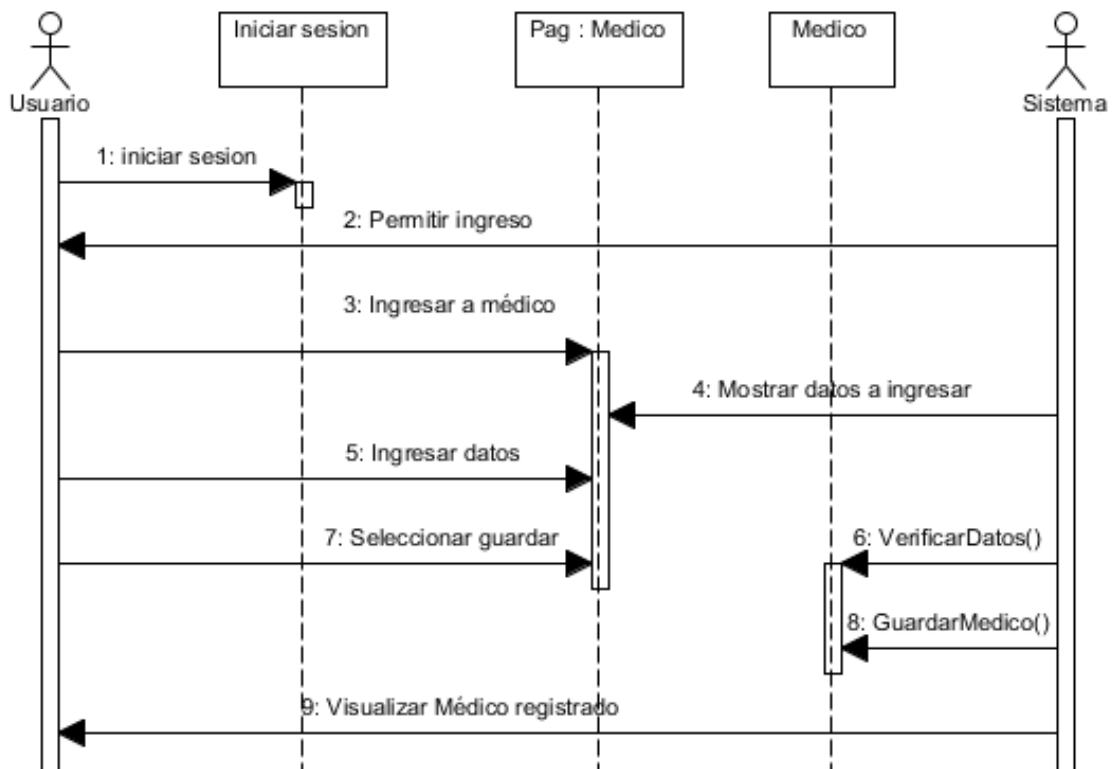 Iniciar sesion
Pag : Medico
Medico
Usuario
Sistema
1: iniciar sesion
2: Permitir ingreso
3: Ingresar a médico
4: Mostrar datos a ingresar
5: Ingresar datos
7: Seleccionar guardar
6: VerificarDatos()
8: GuardarMedico()
9: Visualizar Médico registrado